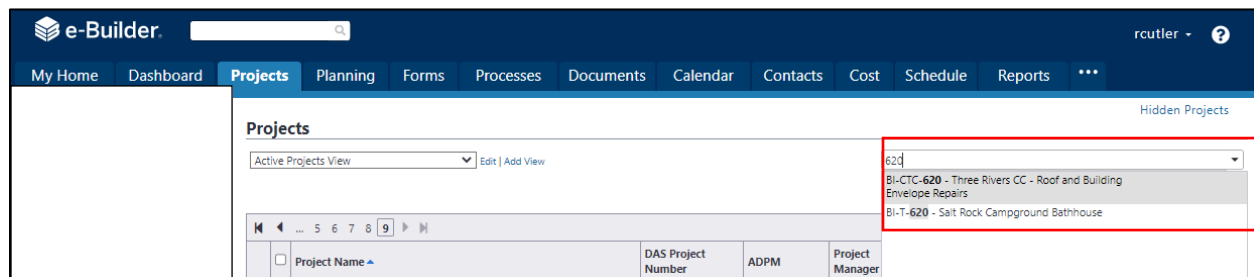 e-Builder.
rcutler
?
My Home Dashboard Projects Planning Forms Processes Documents Calendar Contacts Cost Schedule Reports •••
Hidden Projects
Projects
Active Projects View Edit | Add View
620
BI-CTC-620 - Three Rivers CC - Roof and Building
Envelope Repairs
BI-T-620 - Salt Rock Campground Bathhouse
... 5 6 7 8 9
Project Name
DAS Project
Number
ADPM
Project
Manager